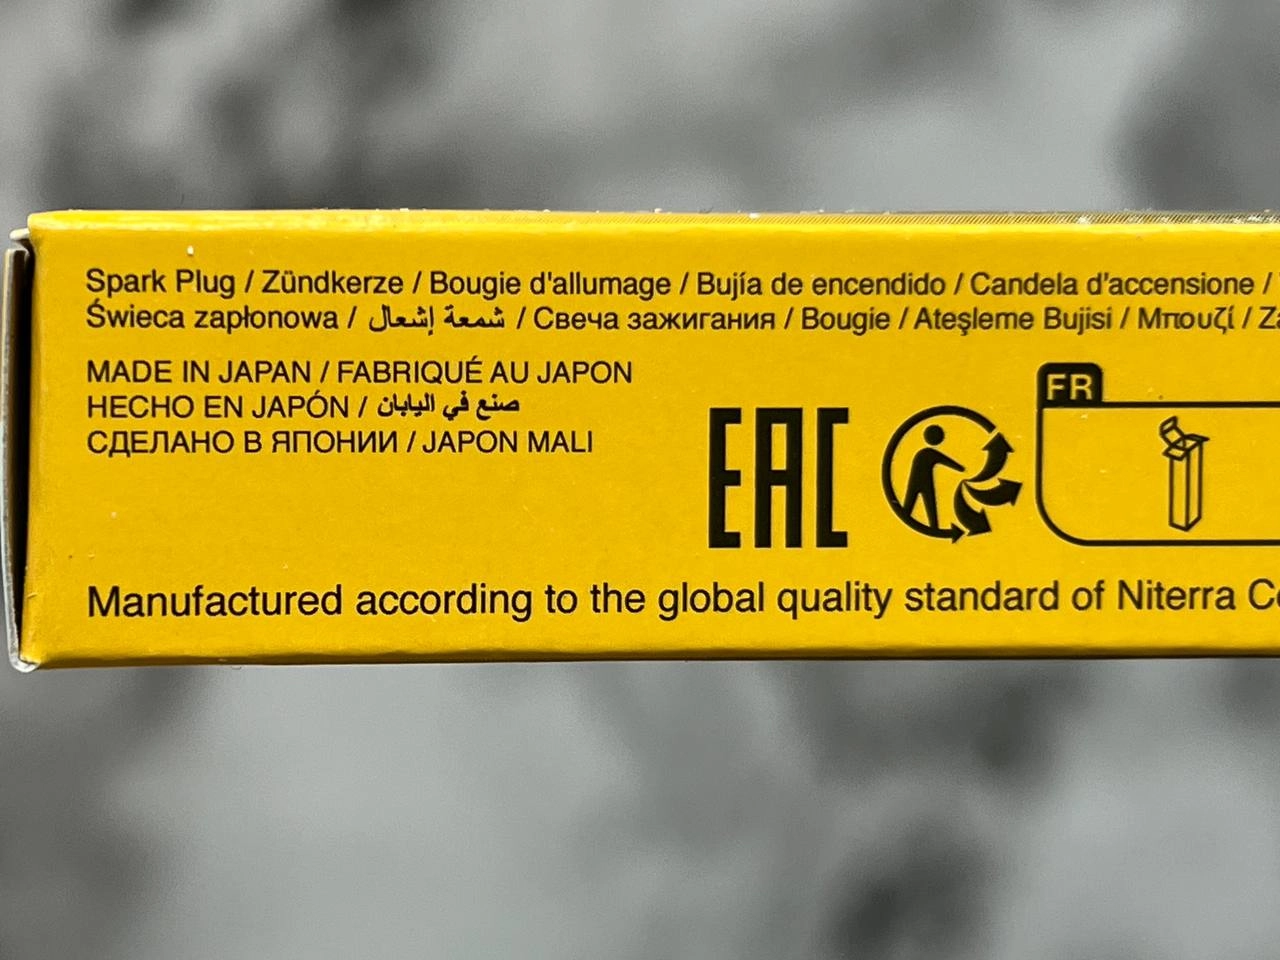 Spark Plug / Zündkerze / Bougie d'allumage / Bujía de encendido / Candela d'accensione /
Świeca zapłonowa / شمعة إشعال / Свеча зажигания / Bougie / Ateşleme Bujisi / Μπουζί /
MADE IN JAPAN / FABRIQUÉ AU JAPON
HECHO EN JAPÓN / صنع في اليابان
СДЕЛАНО В ЯПОНИИ / JAPON MALI
EAC
FR
Manufactured according to the global quality standard of Niterra